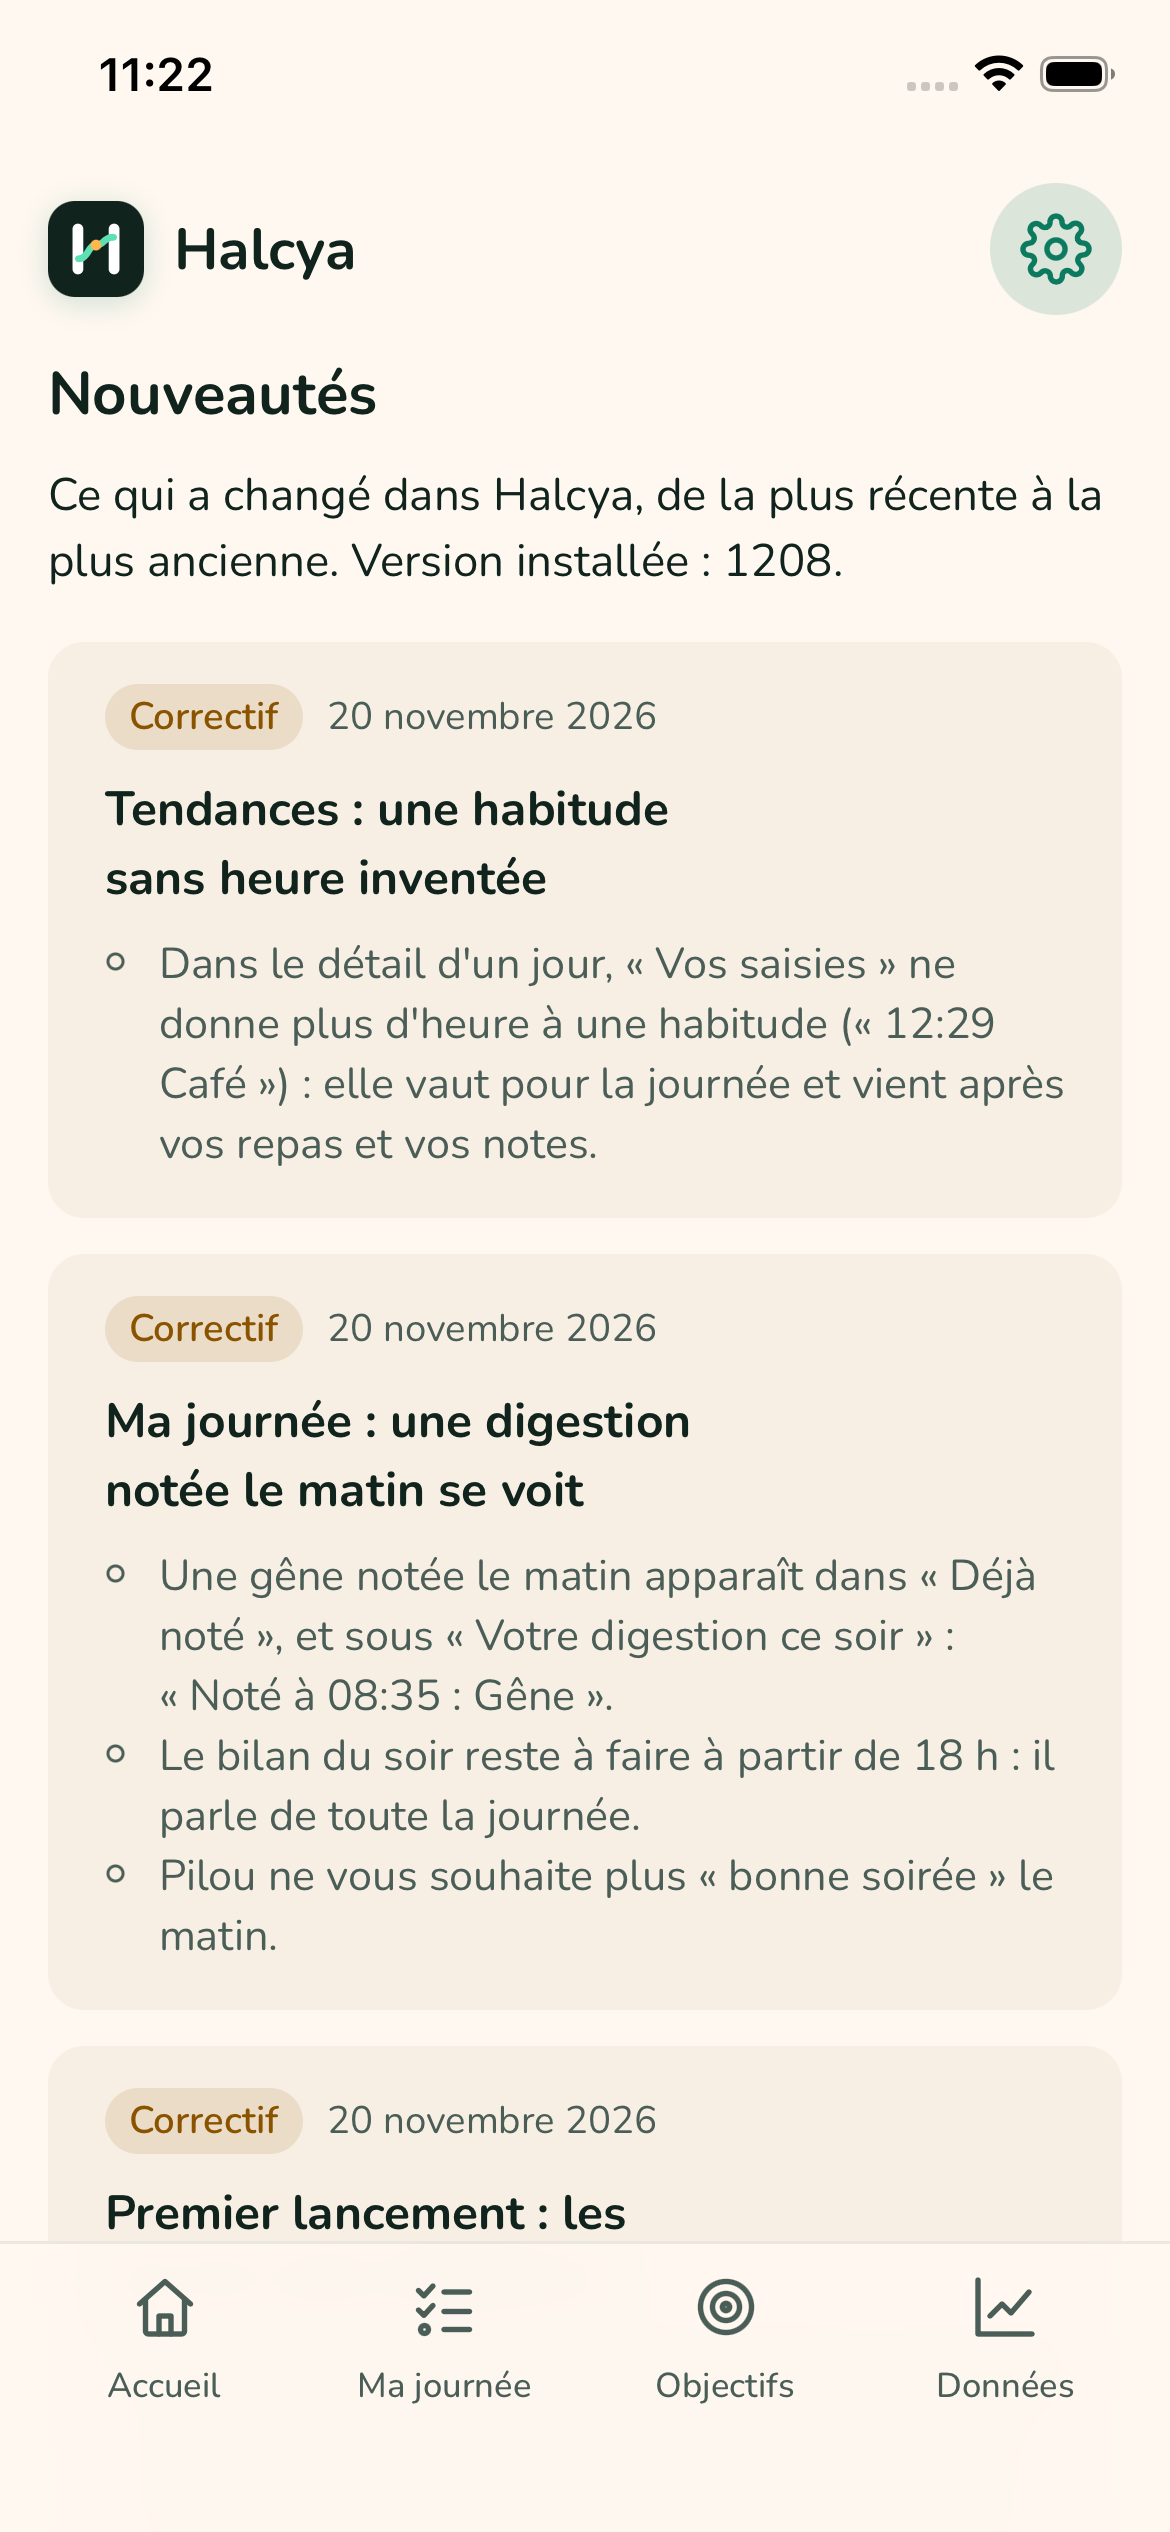 11:22
Halcya
Nouveautés
Ce qui a changé dans Halcya, de la plus récente à la
plus ancienne. Version installée : 1208.
Correctif 20 novembre 2026
Tendances : une habitude
sans heure inventée
Dans le détail d'un jour, « Vos saisies » ne
donne plus d'heure à une habitude (« 12:29
Café ») : elle vaut pour la journée et vient après
vos repas et vos notes.
Correctif 20 novembre 2026
Ma journée : une digestion
notée le matin se voit
Une gêne notée le matin apparaît dans « Déjà
noté », et sous « Votre digestion ce soir » :
« Noté à 08:35 : Gêne ».
Le bilan du soir reste à faire à partir de 18 h : il
parle de toute la journée.
Pilou ne vous souhaite plus « bonne soirée » le
matin.
Correctif 20 novembre 2026
Premier lancement : les
Accueil Ma journée Objectifs Données